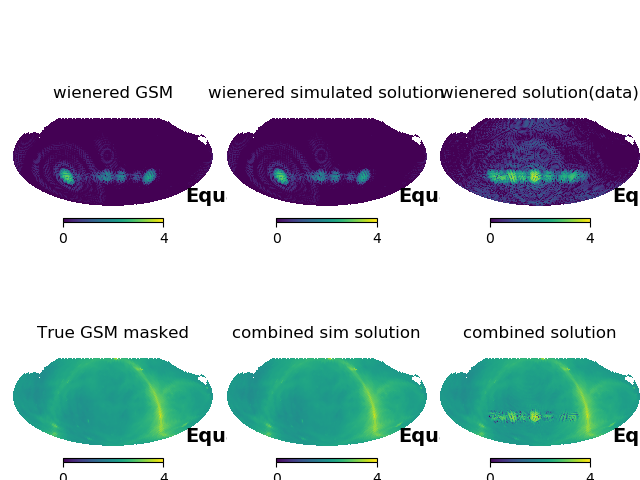 wienered GSM
wienered simulated solution
wienered solution(data)
Equ
Equ
Eq
0 4
0 4
0 4
True GSM masked
combined sim solution
combined solution
Equ
Equ
Eq
0 4
0 4
0 4